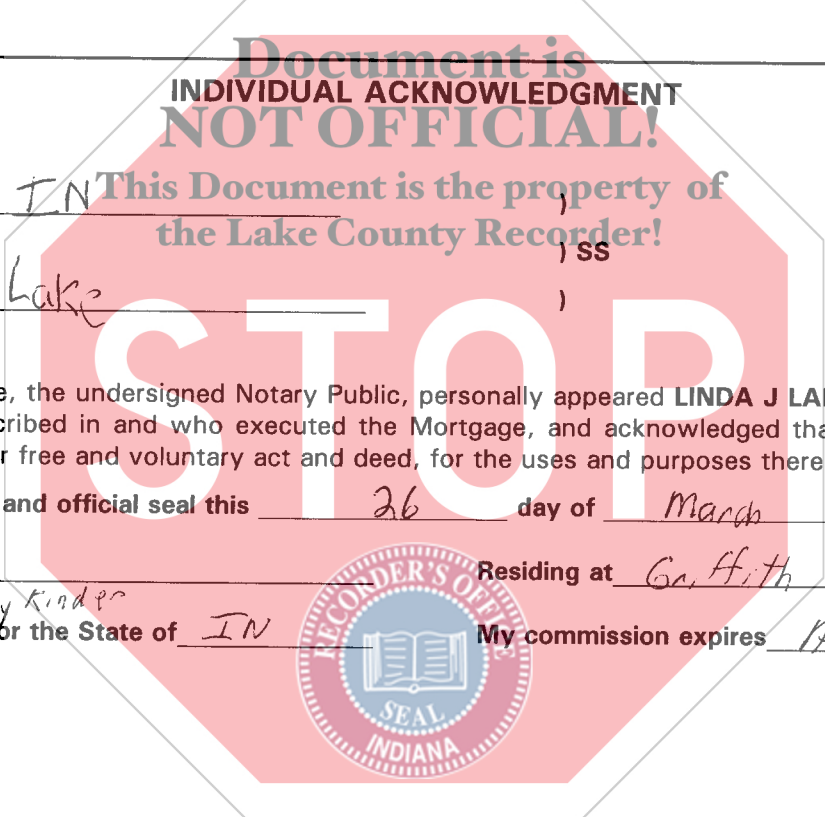 Document is
INDIVIDUAL ACKNOWLEDGMENT
NOT OFFICIAL!
IN )
This Document is the property of
the Lake County Recorder!
) SS
Lake )
STOP
e, the undersigned Notary Public, personally appeared LINDA J LA
cribed in and who executed the Mortgage, and acknowledged tha
r free and voluntary act and deed, for the uses and purposes there
and official seal this 26 day of March
Residing at Griffith
y Kinder
or the State of IN My commission expires
RECORDER'S OFFICE
SEAL
INDIANA